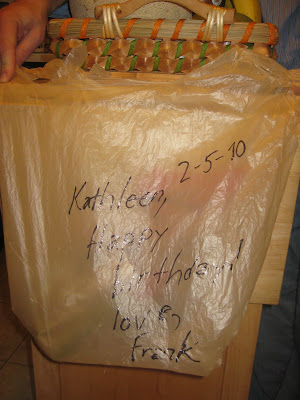 2-5-10
Kathleen,
Happy
birthday!
love,
Frank